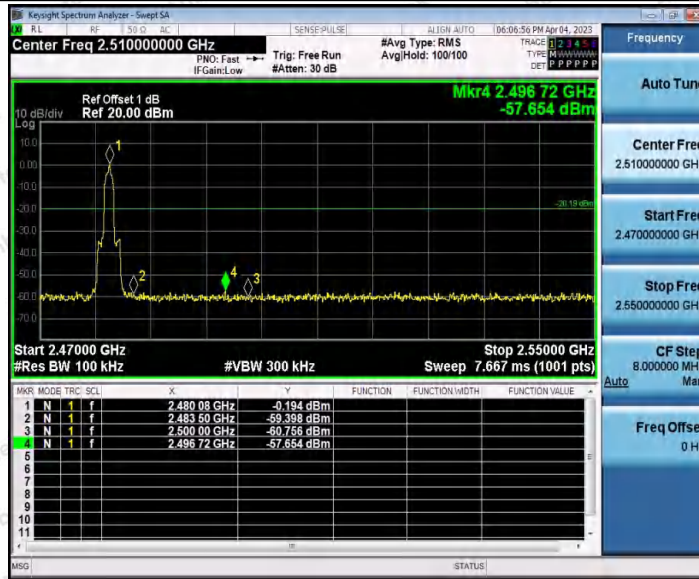 Keysight Spectrum Analyzer - Swept SA
RL RF 50 Ω AC SENSE:PULSE ALIGN AUTO 06:06:56 PM Apr 04, 2023
Center Freq 2.510000000 GHz
PNO: Fast
IFGain:Low
Trig: Free Run
#Atten: 30 dB
#Avg Type: RMS
Avg|Hold: 100/100
TRACE 1 2 3 4 5 6
TYPE M
DET P P P P P P
Mkr4 2.496 72 GHz
-57.654 dBm
Ref Offset 1 dB
10 dB/div Ref 20.00 dBm
Log
10.0
0.00
-10.0
-20.0
-30.0
-40.0
-50.0
-60.0
-70.0
1
2
4
3
-20.19 dBm
Start 2.47000 GHz Stop 2.55000 GHz
#Res BW 100 kHz #VBW 300 kHz Sweep 7.667 ms (1001 pts)
MKR MODE TRC SCL X Y FUNCTION FUNCTION WIDTH FUNCTION VALUE
1 N 1 f 2.480 08 GHz -0.194 dBm
2 N 1 f 2.483 50 GHz -59.398 dBm
3 N 1 f 2.500 00 GHz -60.756 dBm
4 N 1 f 2.496 72 GHz -57.654 dBm
5
6
7
8
9
10
11
MSG STATUS
Frequency
Auto Tun
Center Fre
2.510000000 GH
Start Fre
2.470000000 GH
Stop Fre
2.550000000 GH
CF Step
8.000000 MH
Auto Ma
Freq Offse
0 H